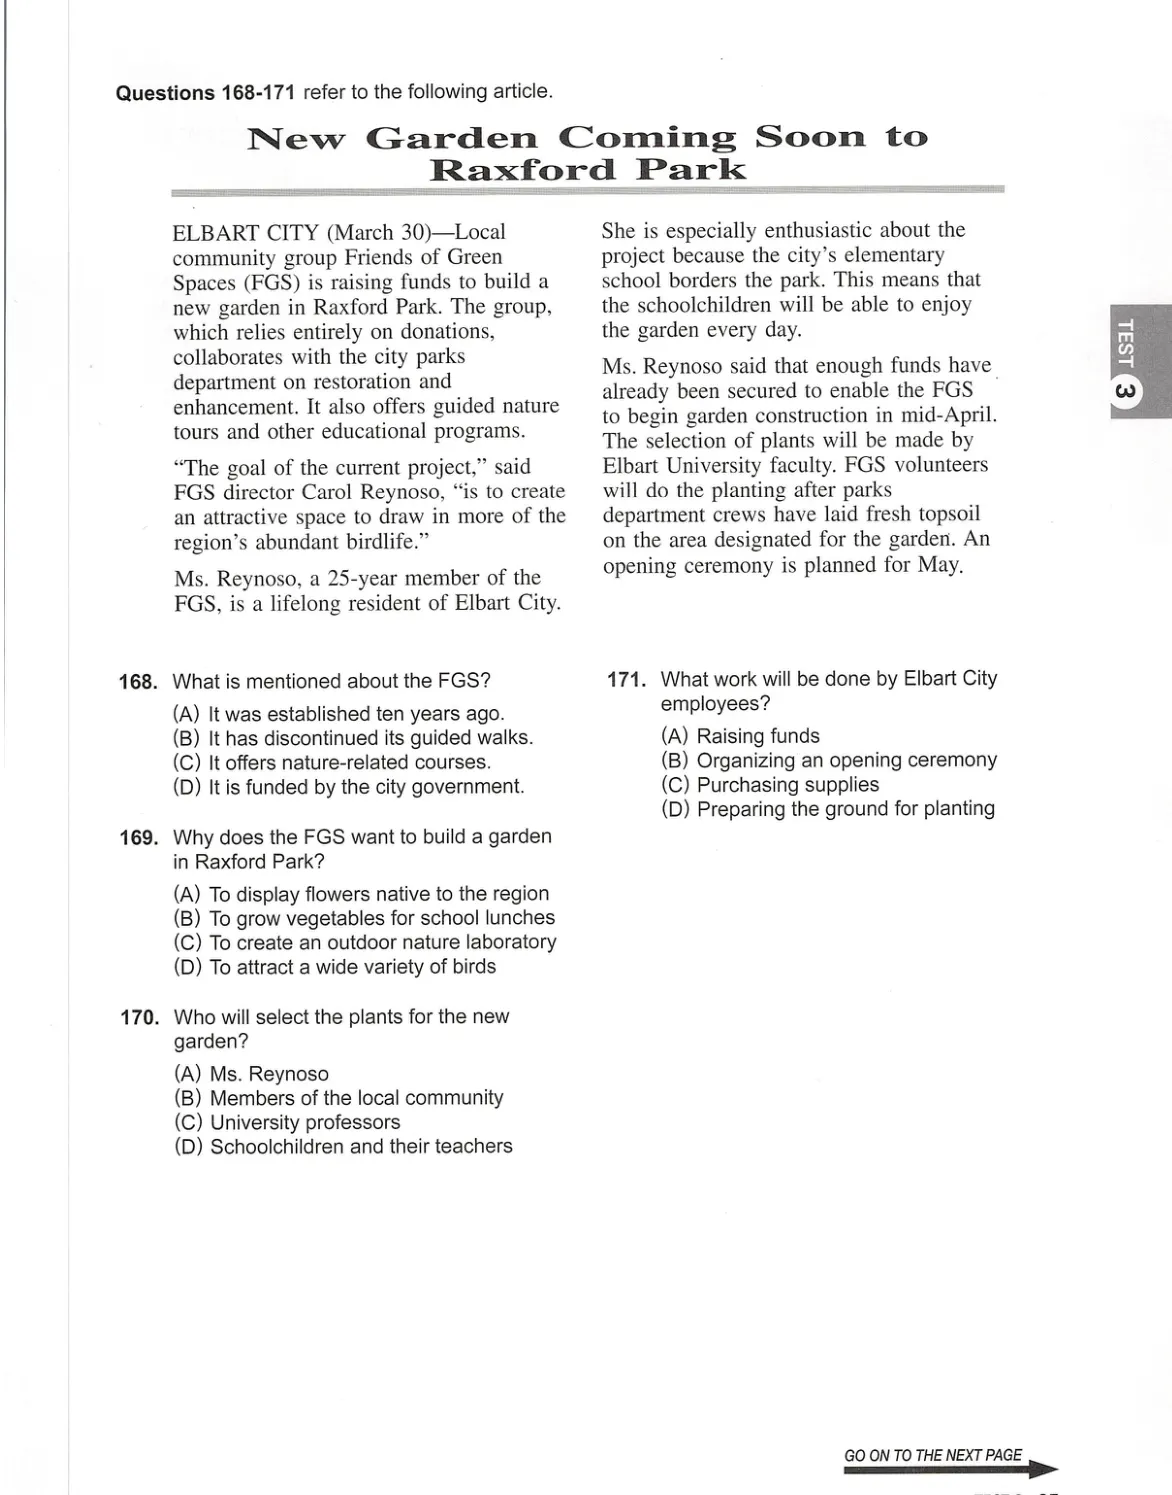 Questions 168-171 refer to the following article.
New Garden Coming Soon to
Raxford Park
ELBART CITY (March 30)—Local
community group Friends of Green
Spaces (FGS) is raising funds to build a
new garden in Raxford Park. The group,
which relies entirely on donations,
collaborates with the city parks
department on restoration and
enhancement. It also offers guided nature
tours and other educational programs.
“The goal of the current project,” said
FGS director Carol Reynoso, “is to create
an attractive space to draw in more of the
region’s abundant birdlife.”
Ms. Reynoso, a 25-year member of the
FGS, is a lifelong resident of Elbart City.
She is especially enthusiastic about the
project because the city’s elementary
school borders the park. This means that
the schoolchildren will be able to enjoy
the garden every day.
Ms. Reynoso said that enough funds have
already been secured to enable the FGS
to begin garden construction in mid-April.
The selection of plants will be made by
Elbart University faculty. FGS volunteers
will do the planting after parks
department crews have laid fresh topsoil
on the area designated for the garden. An
opening ceremony is planned for May.
TEST 3
168. What is mentioned about the FGS?
(A) It was established ten years ago.
(B) It has discontinued its guided walks.
(C) It offers nature-related courses.
(D) It is funded by the city government.
169. Why does the FGS want to build a garden
in Raxford Park?
(A) To display flowers native to the region
(B) To grow vegetables for school lunches
(C) To create an outdoor nature laboratory
(D) To attract a wide variety of birds
170. Who will select the plants for the new
garden?
(A) Ms. Reynoso
(B) Members of the local community
(C) University professors
(D) Schoolchildren and their teachers
171. What work will be done by Elbart City
employees?
(A) Raising funds
(B) Organizing an opening ceremony
(C) Purchasing supplies
(D) Preparing the ground for planting
GO ON TO THE NEXT PAGE